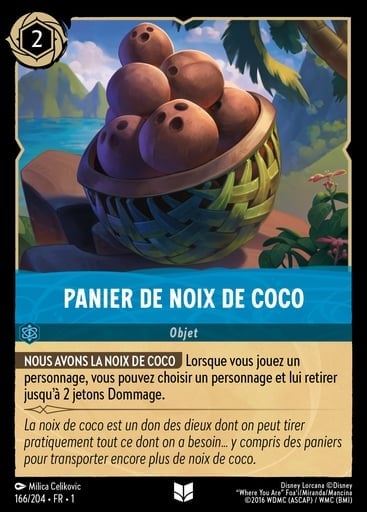 2
PANIER DE NOIX DE COCO
Objet
NOUS AVONS LA NOIX DE COCO Lorsque vous jouez un
personnage, vous pouvez choisir un personnage et lui retirer
jusqu'à 2 jetons Dommage.
La noix de coco est un don des dieux dont on peut tirer
pratiquement tout ce dont on a besoin... y compris des paniers
pour transporter encore plus de noix de coco.
Milica Celikovic
166/204 • FR • 1
Disney Lorcana ©Disney
"Where You Are" Foa'i/Miranda/Mancina
©2016 WDMC (ASCAP) / WMC (BMI)